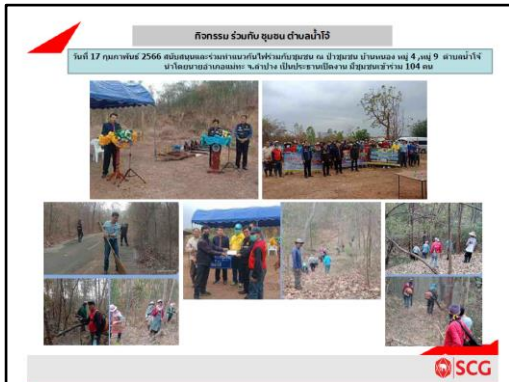 กิจกรรม ร่วมกับ ชุมชน ตำบลน้ำโจ้
วันที่ 17 กุมภาพันธ์ 2566 สนับสนุนและร่วมทำแนวกันไฟร่วมกับชุมชน ณ ป่าชุมชน บ้านหนอง หมู่ 4 ,หมู่ 9 ตำบลน้ำโจ้
นำโดยนายอำเภอแม่ทะ จ.ลำปาง เป็นประธานเปิดงาน มีชุมชนเข้าร่วม 104 คน
SCG